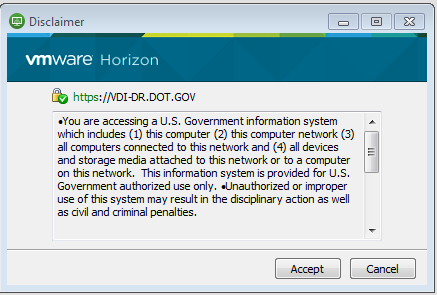 Disclaimer
vmware Horizon
https://VDI-DR.DOT.GOV
•You are accessing a U.S. Government information system
which includes (1) this computer (2) this computer network (3)
all computers connected to this network and (4) all devices
and storage media attached to this network or to a computer
on this network.  This information system is provided for U.S.
Government authorized use only. •Unauthorized or improper
use of this system may result in the disciplinary action as well
as civil and criminal penalties.
Accept
Cancel